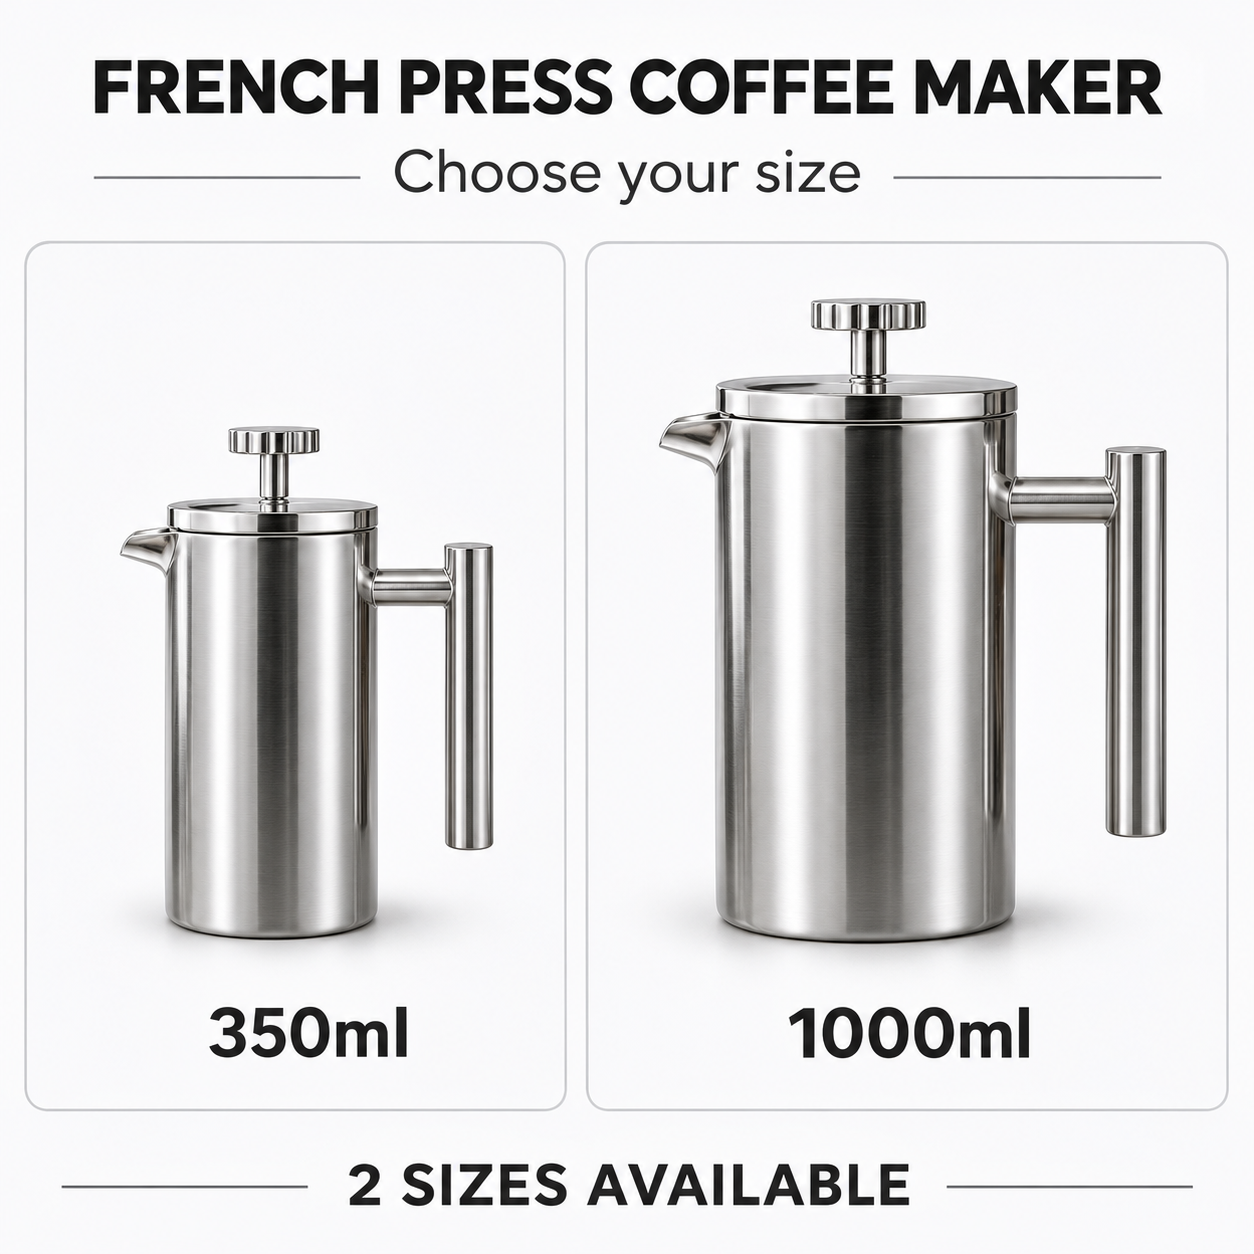 FRENCH PRESS COFFEE MAKER
Choose your size
350ml
1000ml
2 SIZES AVAILABLE